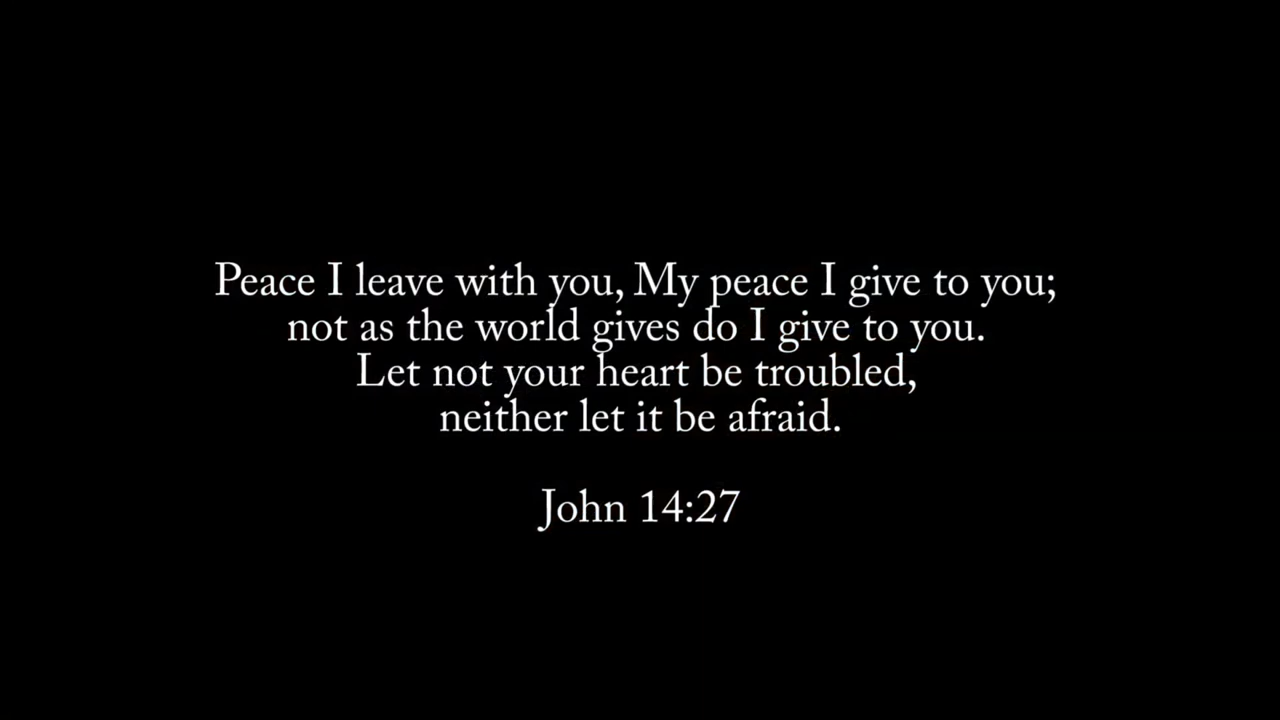 Peace I leave with you, My peace I give to you;
not as the world gives do I give to you.
Let not your heart be troubled,
neither let it be afraid.
John 14:27